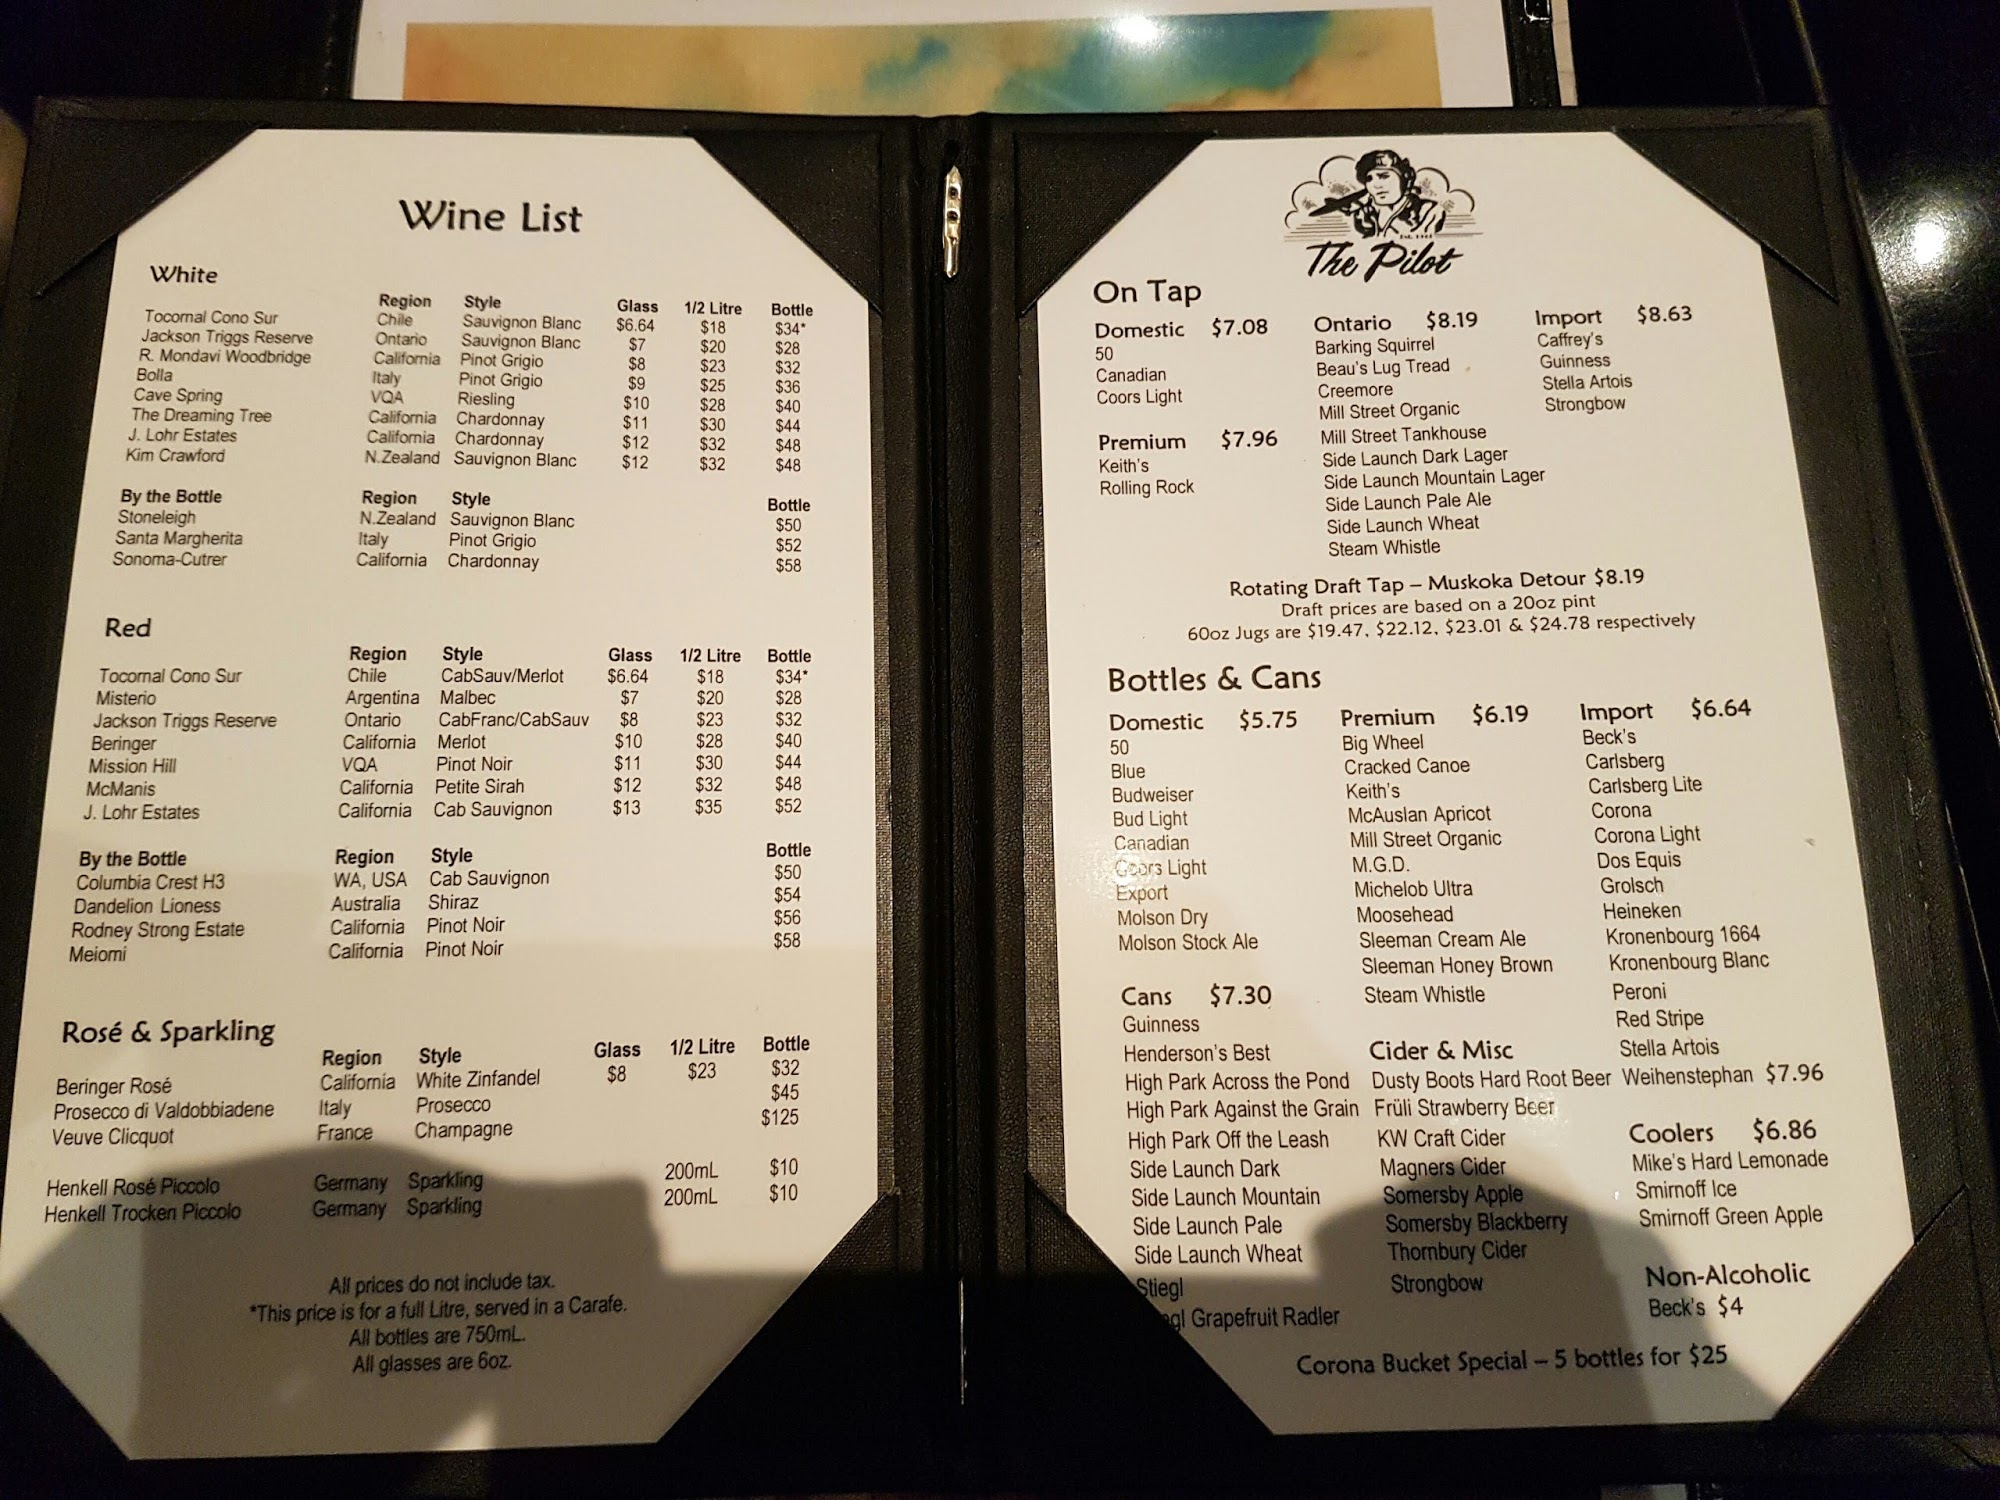 Wine List
White
Region Style Glass 1/2 Litre Bottle
Tocornal Cono Sur Chile Sauvignon Blanc $6.64 $18 $34*
Jackson Triggs Reserve Ontario Sauvignon Blanc $7 $20 $28
R. Mondavi Woodbridge California Pinot Grigio $8 $23 $32
Bolla Italy Pinot Grigio $9 $25 $36
Cave Spring VQA Riesling $10 $28 $40
The Dreaming Tree California Chardonnay $11 $30 $44
J. Lohr Estates California Chardonnay $12 $32 $48
Kim Crawford N.Zealand Sauvignon Blanc $12 $32 $48
By the Bottle Region Style Bottle
Stoneleigh N.Zealand Sauvignon Blanc $50
Santa Margherita Italy Pinot Grigio $52
Sonoma-Cutrer California Chardonnay $58
Red
Region Style Glass 1/2 Litre Bottle
Tocornal Cono Sur Chile CabSauv/Merlot $6.64 $18 $34*
Misterio Argentina Malbec $7 $20 $28
Jackson Triggs Reserve Ontario CabFranc/CabSauv $8 $23 $32
Beringer California Merlot $10 $28 $40
Mission Hill VQA Pinot Noir $11 $30 $44
McManis California Petite Sirah $12 $32 $48
J. Lohr Estates California Cab Sauvignon $13 $35 $52
By the Bottle Region Style Bottle
Columbia Crest H3 WA, USA Cab Sauvignon $50
Dandelion Lioness Australia Shiraz $54
Rodney Strong Estate California Pinot Noir $56
Meiomi California Pinot Noir $58
Rosé & Sparkling
Region Style Glass 1/2 Litre Bottle
Beringer Rosé California White Zinfandel $8 $23 $32
Prosecco di Valdobbiadene Italy Prosecco $45
Veuve Clicquot France Champagne $125
Henkell Rosé Piccolo Germany Sparkling 200mL $10
Henkell Trocken Piccolo Germany Sparkling 200mL $10
All prices do not include tax.
*This price is for a full Litre, served in a Carafe.
All bottles are 750mL.
All glasses are 6oz.
The Pilot
On Tap
Domestic $7.08
50
Canadian
Coors Light
Premium $7.96
Keith's
Rolling Rock
Ontario $8.19
Barking Squirrel
Beau's Lug Tread
Creemore
Mill Street Organic
Mill Street Tankhouse
Side Launch Dark Lager
Side Launch Mountain Lager
Side Launch Pale Ale
Side Launch Wheat
Steam Whistle
Import $8.63
Caffrey's
Guinness
Stella Artois
Strongbow
Rotating Draft Tap – Muskoka Detour $8.19
Draft prices are based on a 20oz pint
60oz Jugs are $19.47, $22.12, $23.01 & $24.78 respectively
Bottles & Cans
Domestic $5.75
50
Blue
Budweiser
Bud Light
Canadian
Coors Light
Export
Molson Dry
Molson Stock Ale
Cans $7.30
Guinness
Henderson's Best
High Park Across the Pond
High Park Against the Grain
High Park Off the Leash
Side Launch Dark
Side Launch Mountain
Side Launch Pale
Side Launch Wheat
Stiegl
Grapefruit Radler
Premium $6.19
Big Wheel
Cracked Canoe
Keith's
McAuslan Apricot
Mill Street Organic
M.G.D.
Michelob Ultra
Moosehead
Sleeman Cream Ale
Sleeman Honey Brown
Steam Whistle
Cider & Misc
Dusty Boots Hard Root Beer
Früli Strawberry Beer
KW Craft Cider
Magners Cider
Somersby Apple
Somersby Blackberry
Thornbury Cider
Strongbow
Import $6.64
Beck's
Carlsberg
Carlsberg Lite
Corona
Corona Light
Dos Equis
Grolsch
Heineken
Kronenbourg 1664
Kronenbourg Blanc
Peroni
Red Stripe
Stella Artois
Weihenstephan $7.96
Coolers $6.86
Mike's Hard Lemonade
Smirnoff Ice
Smirnoff Green Apple
Non-Alcoholic
Beck's $4
Corona Bucket Special – 5 bottles for $25